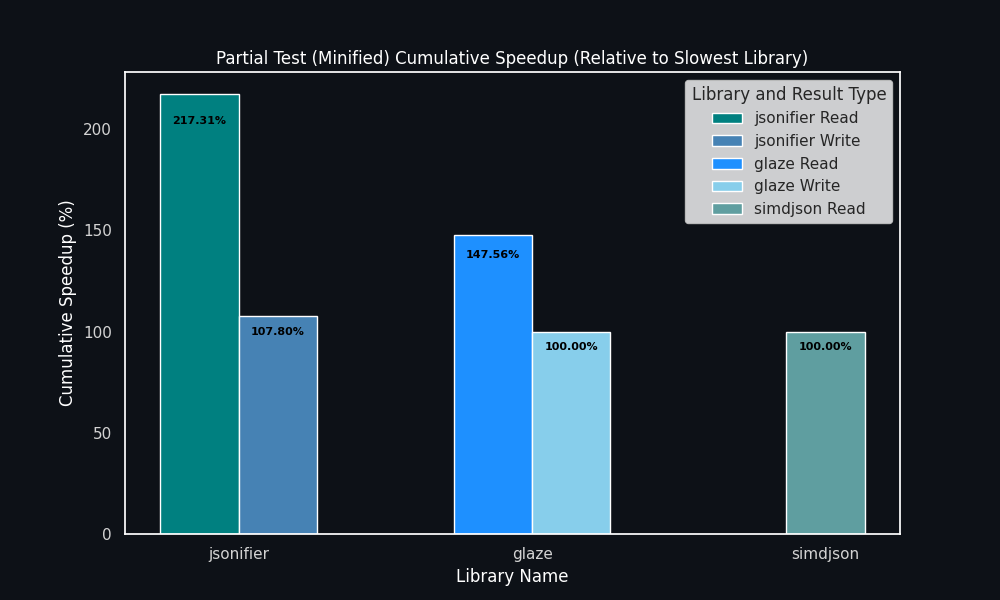 Partial Test (Minified) Cumulative Speedup (Relative to Slowest Library)
Library and Result Type
jsonifier Read
jsonifier Write
glaze Read
glaze Write
simdjson Read
Cumulative Speedup (%)
200
150
100
50
0
217.31%
107.80%
147.56%
100.00%
100.00%
jsonifier
glaze
simdjson
Library Name